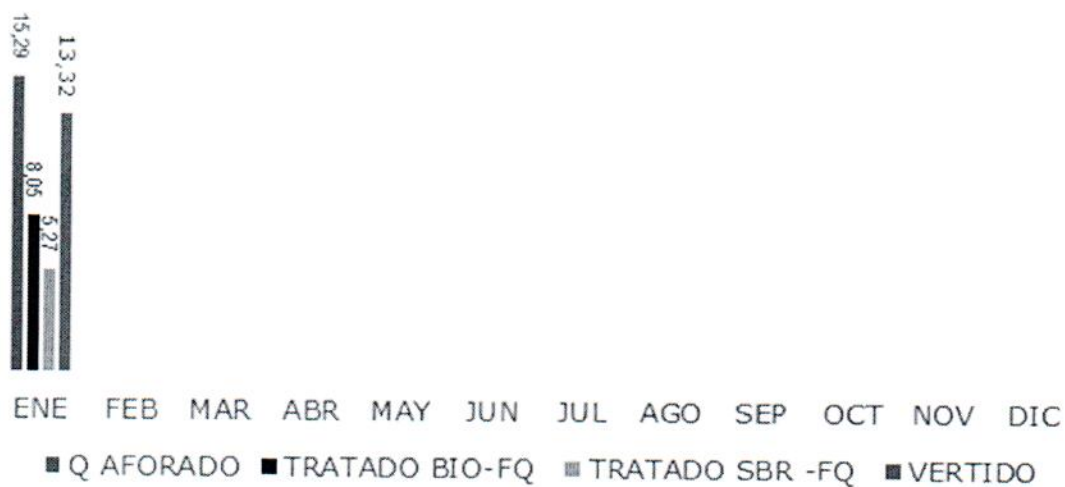 15,29
8,05
5,27
13,32
ENE FEB MAR ABR MAY JUN JUL AGO SEP OCT NOV DIC
Q AFORADO TRATADO BIO-FQ TRATADO SBR -FQ VERTIDO